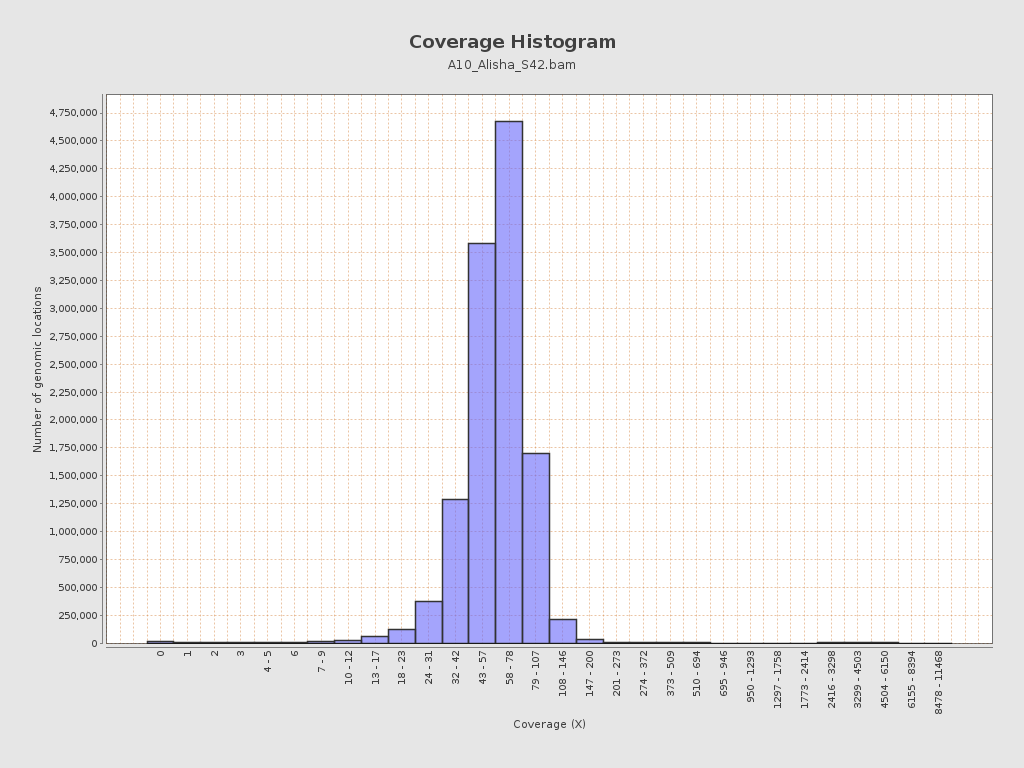 Coverage Histogram
A10_Alisha_S42.bam
Number of genomic locations
4,750,000
4,500,000
4,250,000
4,000,000
3,750,000
3,500,000
3,250,000
3,000,000
2,750,000
2,500,000
2,250,000
2,000,000
1,750,000
1,500,000
1,250,000
1,000,000
750,000
500,000
250,000
0
0
1
2
3
4 - 5
6
7 - 9
10 - 12
13 - 17
18 - 23
24 - 31
32 - 42
43 - 57
58 - 78
79 - 107
108 - 146
147 - 200
201 - 273
274 - 372
373 - 509
510 - 694
695 - 946
950 - 1293
1297 - 1758
1773 - 2414
2416 - 3298
3299 - 4503
4504 - 6150
6155 - 8394
8478 - 11468
Coverage (X)